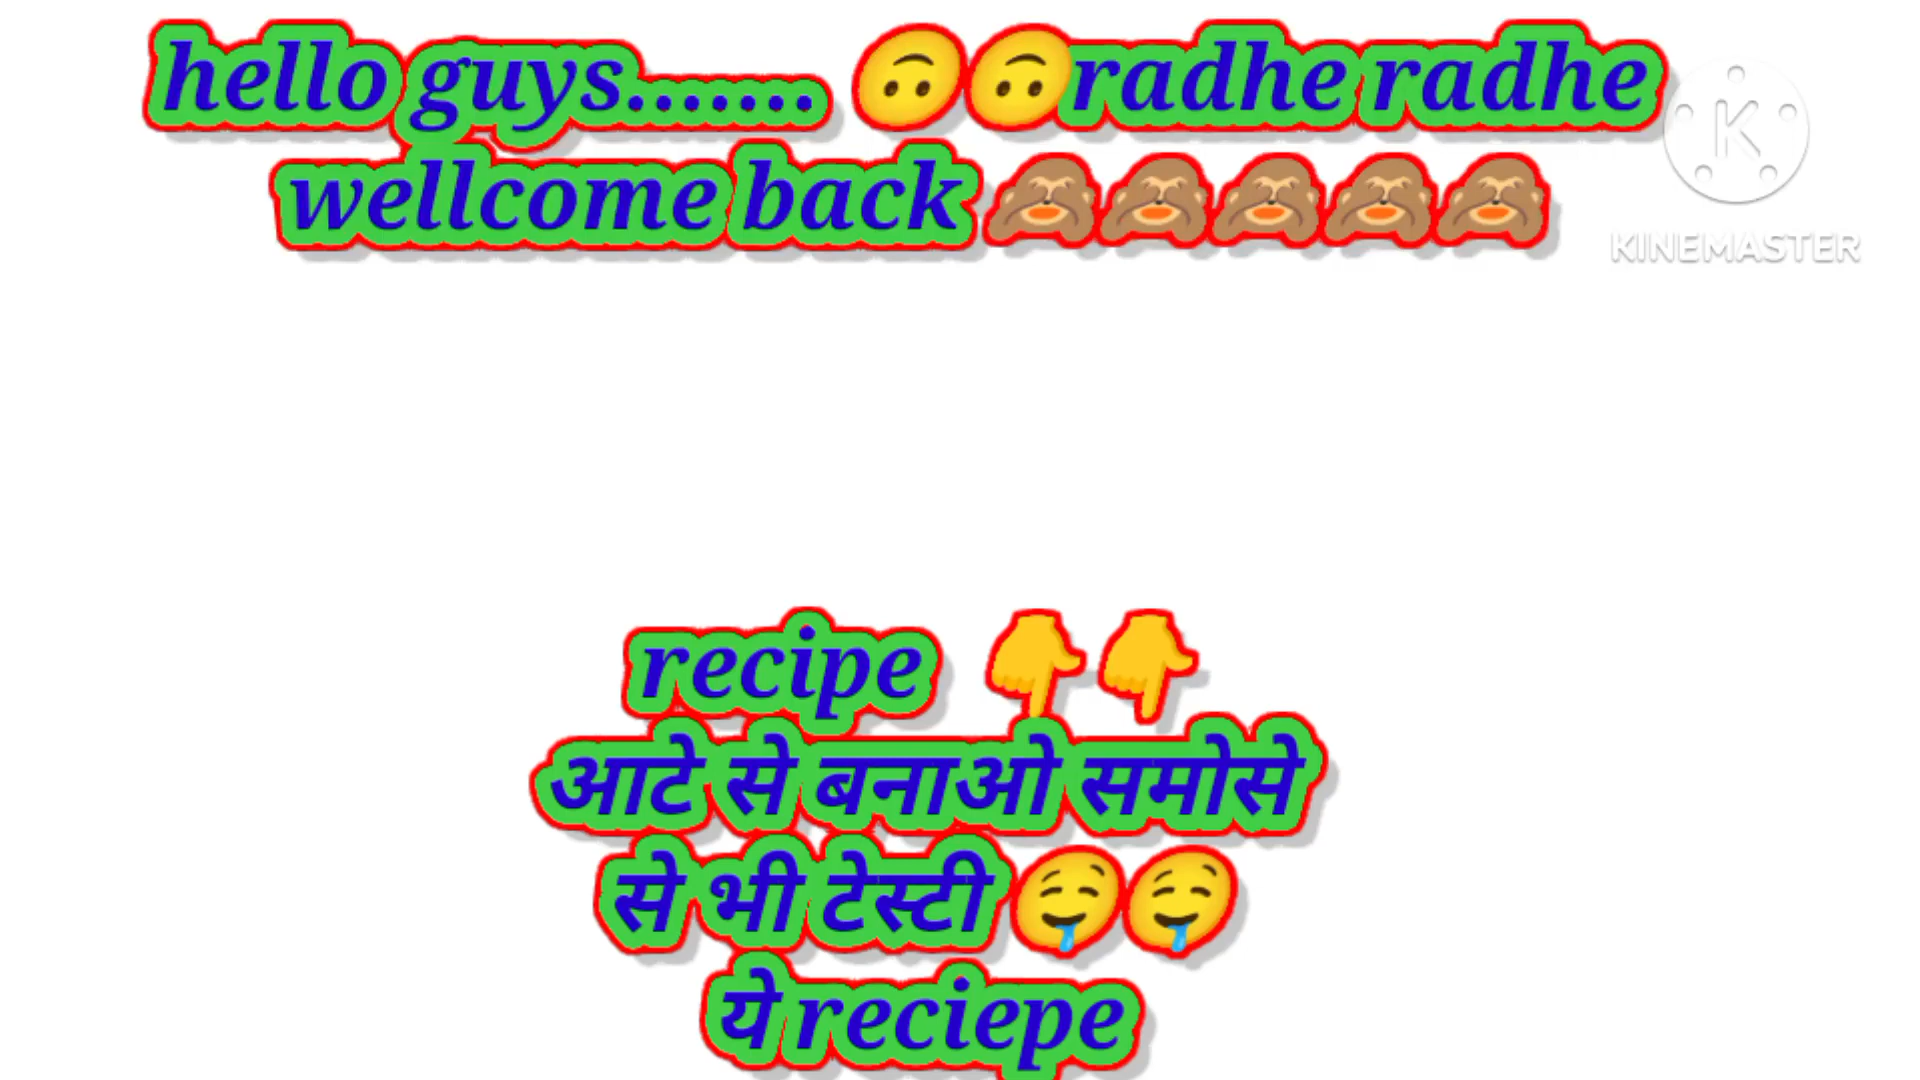 hello guys....... 🙃🙃radhe radhe
wellcome back 🙈🙈🙈🙈🙈
K
KINEMASTER
recipe 👇👇
आटे से बनाओ समोसे
से भी टेस्टी 🤤🤤
ये reciepe